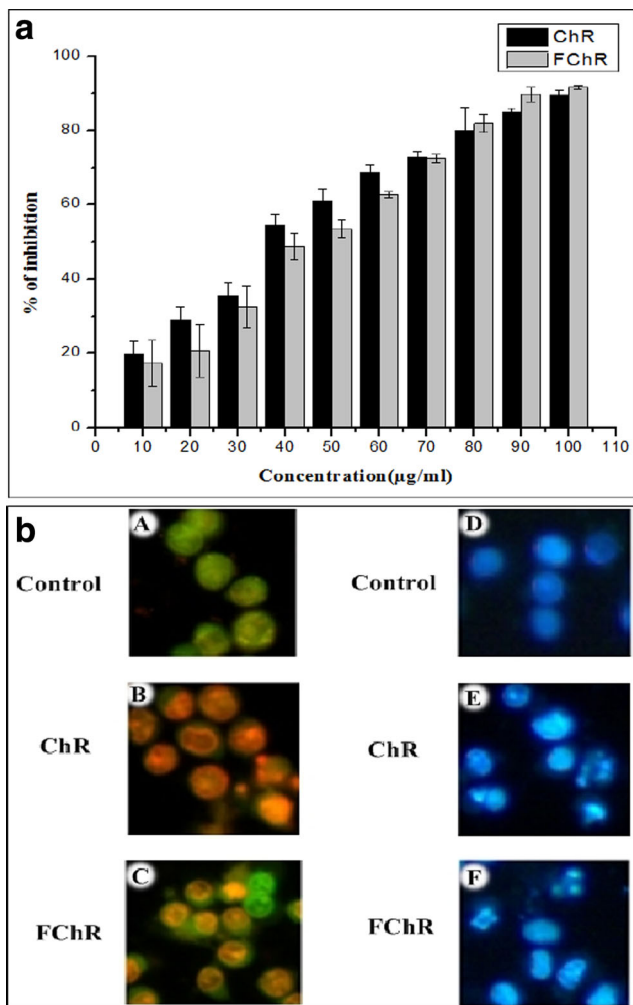 a
ChR
FChR
100
80
60
40
20
0
% of inhibition
0 10 20 30 40 50 60 70 80 90 100 110
Concentration(µg/ml)
b
A D
Control Control
B E
ChR ChR
C F
FChR FChR